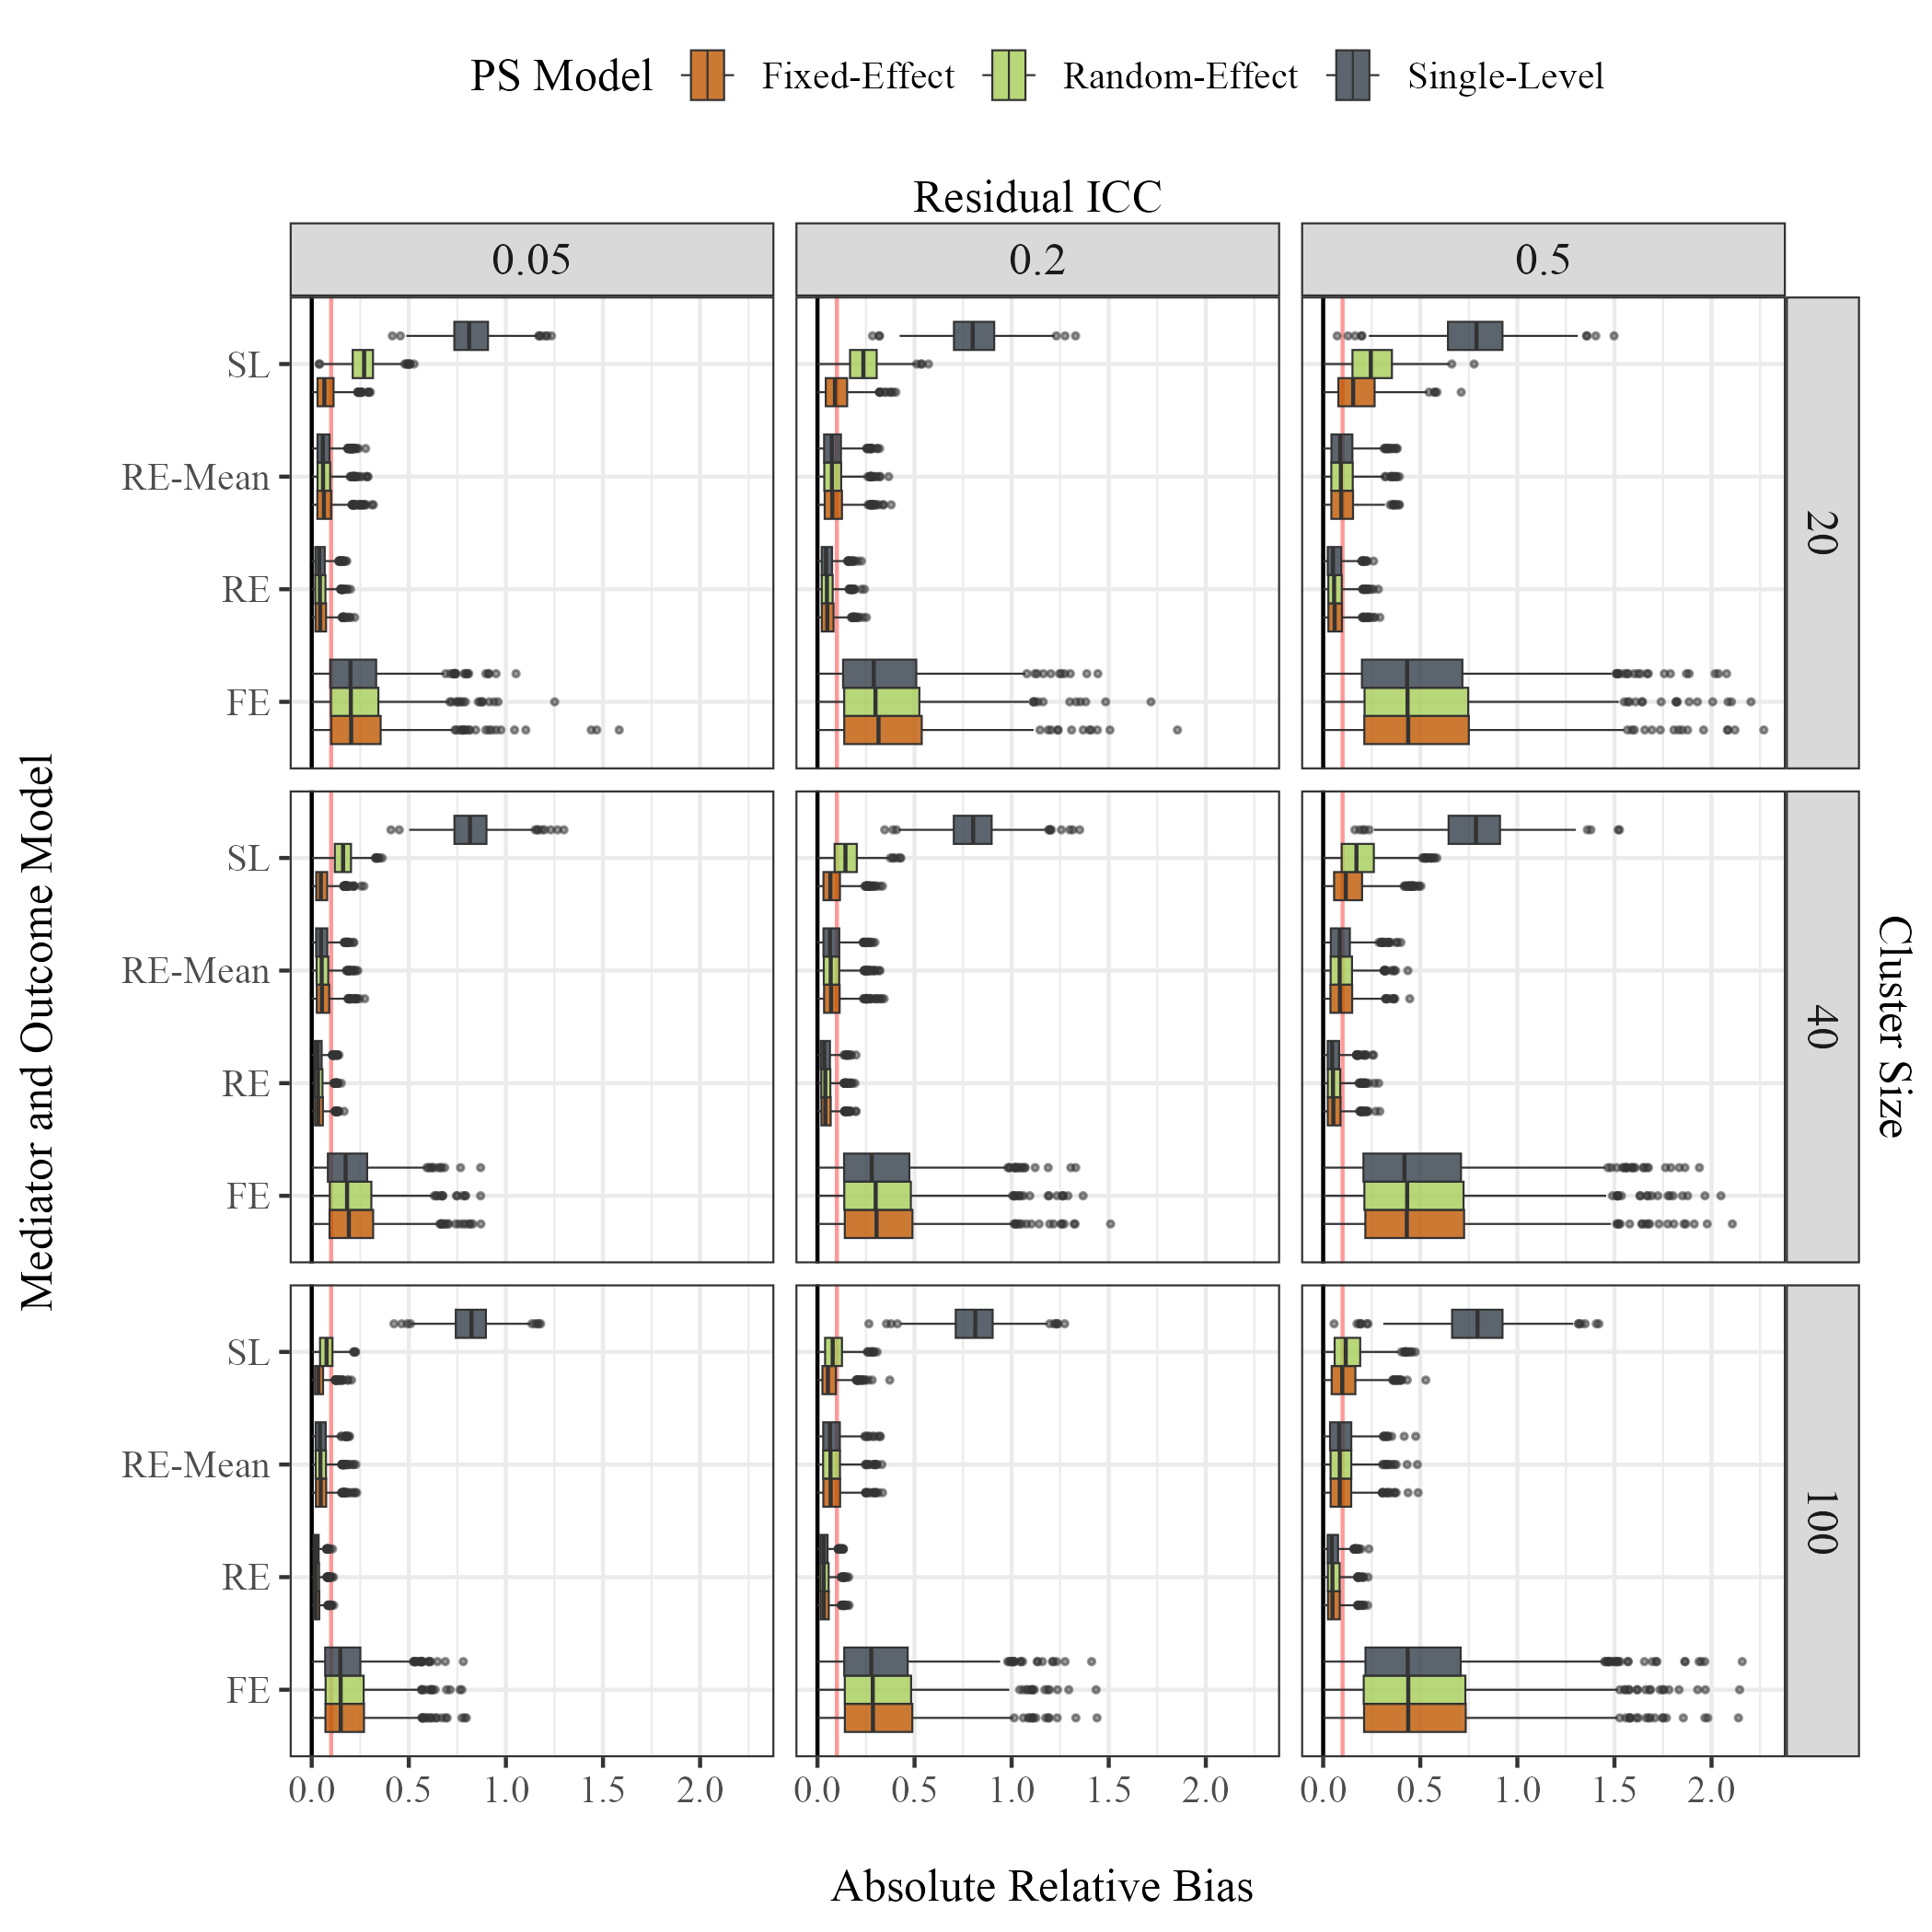 PS Model Fixed-Effect Random-Effect Single-Level
Residual ICC
0.05 0.2 0.5
Mediator and Outcome Model
SL
RE-Mean
RE
FE
20
SL
RE-Mean
RE
FE
40
SL
RE-Mean
RE
FE
100
Cluster Size
0.0 0.5 1.0 1.5 2.0 0.0 0.5 1.0 1.5 2.0 0.0 0.5 1.0 1.5 2.0
Absolute Relative Bias